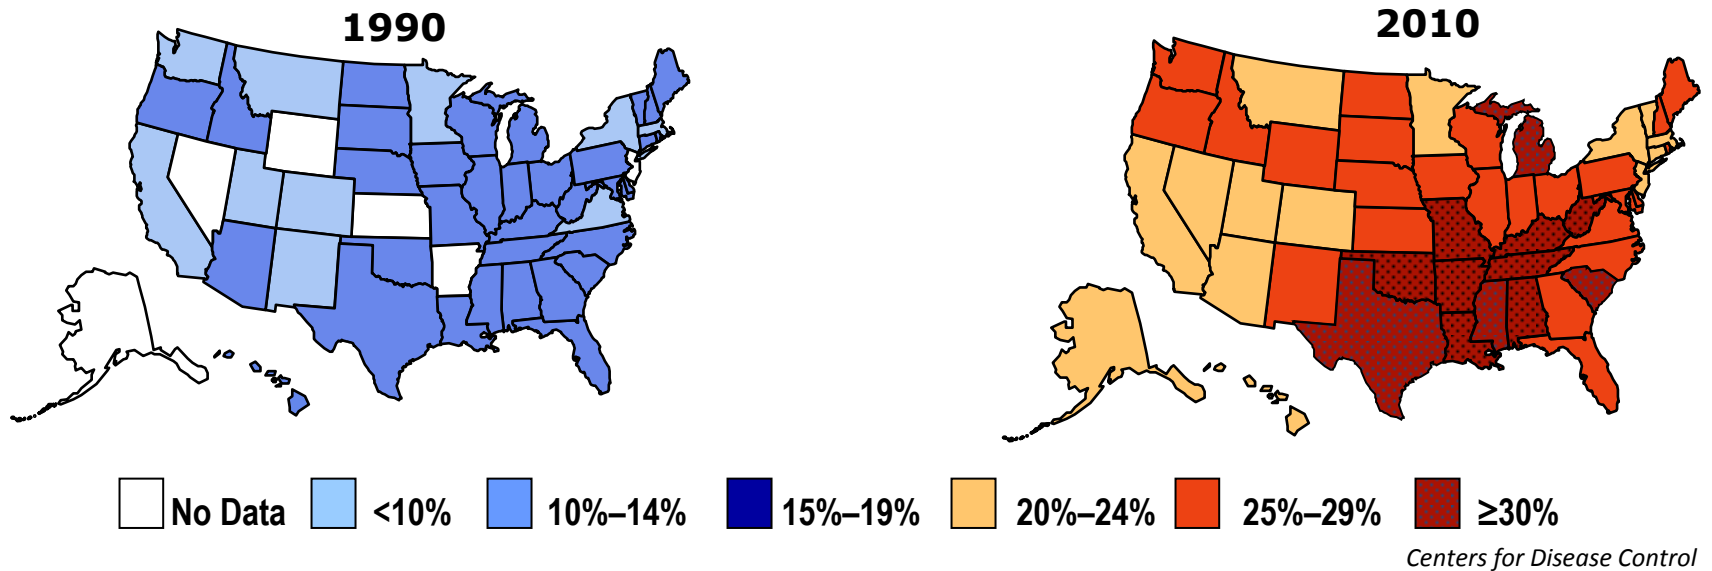 1990
2010
No Data <10% 10%–14% 15%–19% 20%–24% 25%–29% ≥30%
Centers for Disease Control